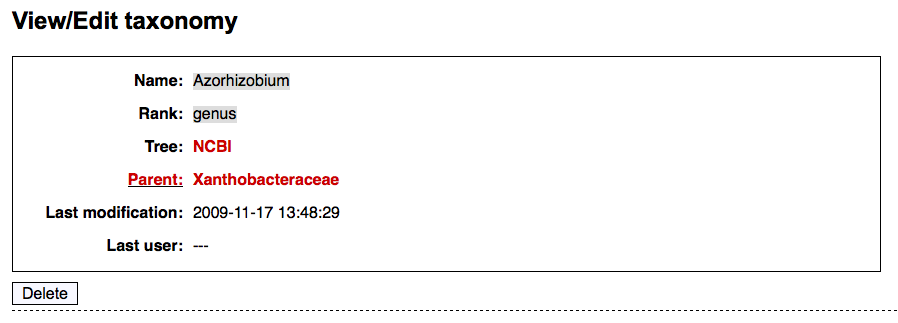 View/Edit taxonomy
Name: Azorhizobium
Rank: genus
Tree: NCBI
Parent: Xanthobacteraceae
Last modification: 2009-11-17 13:48:29
Last user: ---
Delete